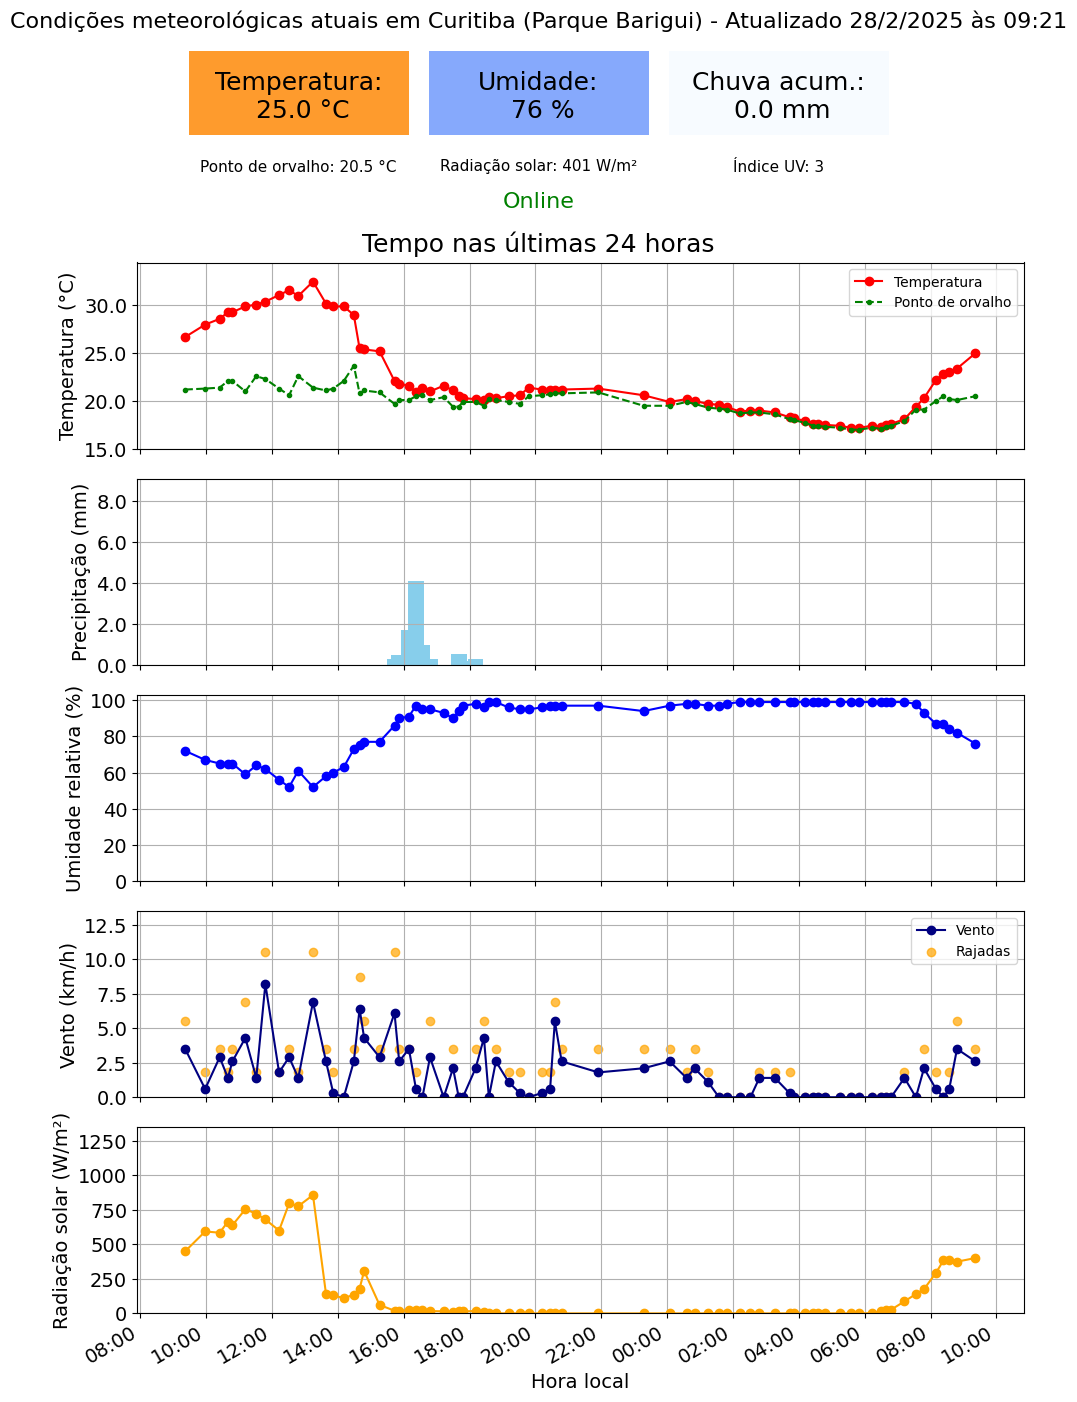 Condições meteorológicas atuais em Curitiba (Parque Barigui) - Atualizado 28/2/2025 às 09:21
Temperatura:
25.0 °C
Umidade:
76 %
Chuva acum.:
0.0 mm
Ponto de orvalho: 20.5 °C
Radiação solar: 401 W/m²
Índice UV: 3
Online
Tempo nas últimas 24 horas
Temperatura (°C)
30.0
25.0
20.0
15.0
Temperatura
Ponto de orvalho
Precipitação (mm)
8.0
6.0
4.0
2.0
0.0
Umidade relativa (%)
100
80
60
40
20
0
Vento (km/h)
12.5
10.0
7.5
5.0
2.5
0.0
Vento
Rajadas
Radiação solar (W/m²)
1250
1000
750
500
250
0
08:00
10:00
12:00
14:00
16:00
18:00
20:00
22:00
00:00
02:00
04:00
06:00
08:00
10:00
Hora local